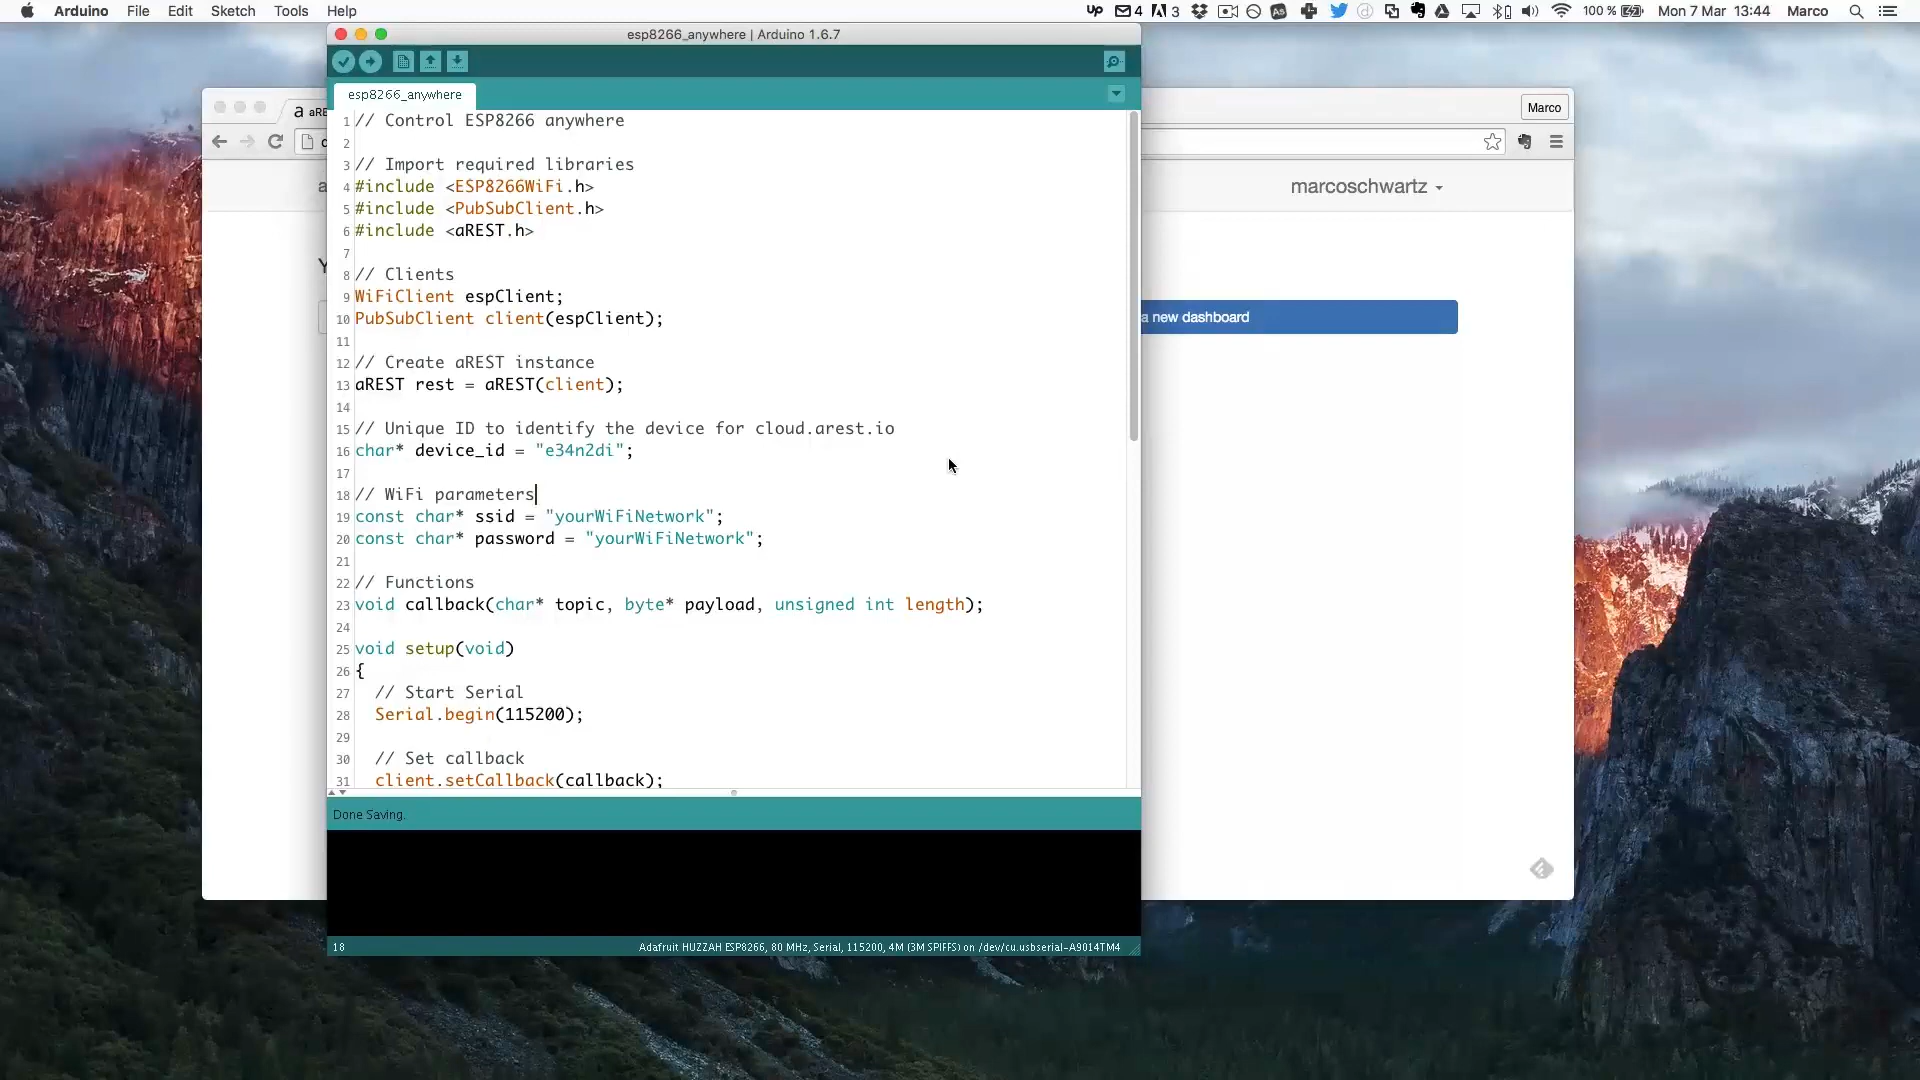 Arduino File Edit Sketch Tools Help
4 3 100 % Mon 7 Mar 13:44 Marco
esp8266_anywhere | Arduino 1.6.7
esp8266_anywhere
1 // Control ESP8266 anywhere
2
3 // Import required libraries
4 #include <ESP8266WiFi.h>
5 #include <PubSubClient.h>
6 #include <aREST.h>
7
8 // Clients
9 WiFiClient espClient;
10 PubSubClient client(espClient);
11
12 // Create aREST instance
13 aREST rest = aREST(client);
14
15 // Unique ID to identify the device for cloud.arest.io
16 char* device_id = "e34n2di";
17
18 // WiFi parameters
19 const char* ssid = "yourWiFiNetwork";
20 const char* password = "yourWiFiNetwork";
21
22 // Functions
23 void callback(char* topic, byte* payload, unsigned int length);
24
25 void setup(void)
26 {
27 // Start Serial
28 Serial.begin(115200);
29
30 // Set callback
31 client.setCallback(callback);
Done Saving.
18 Adafruit HUZZAH ESP8266, 80 MHz, Serial, 115200, 4M (3M SPIFFS) on /dev/cu.usbserial-A9014TM4
Marco
marcoschwartz
a new dashboard